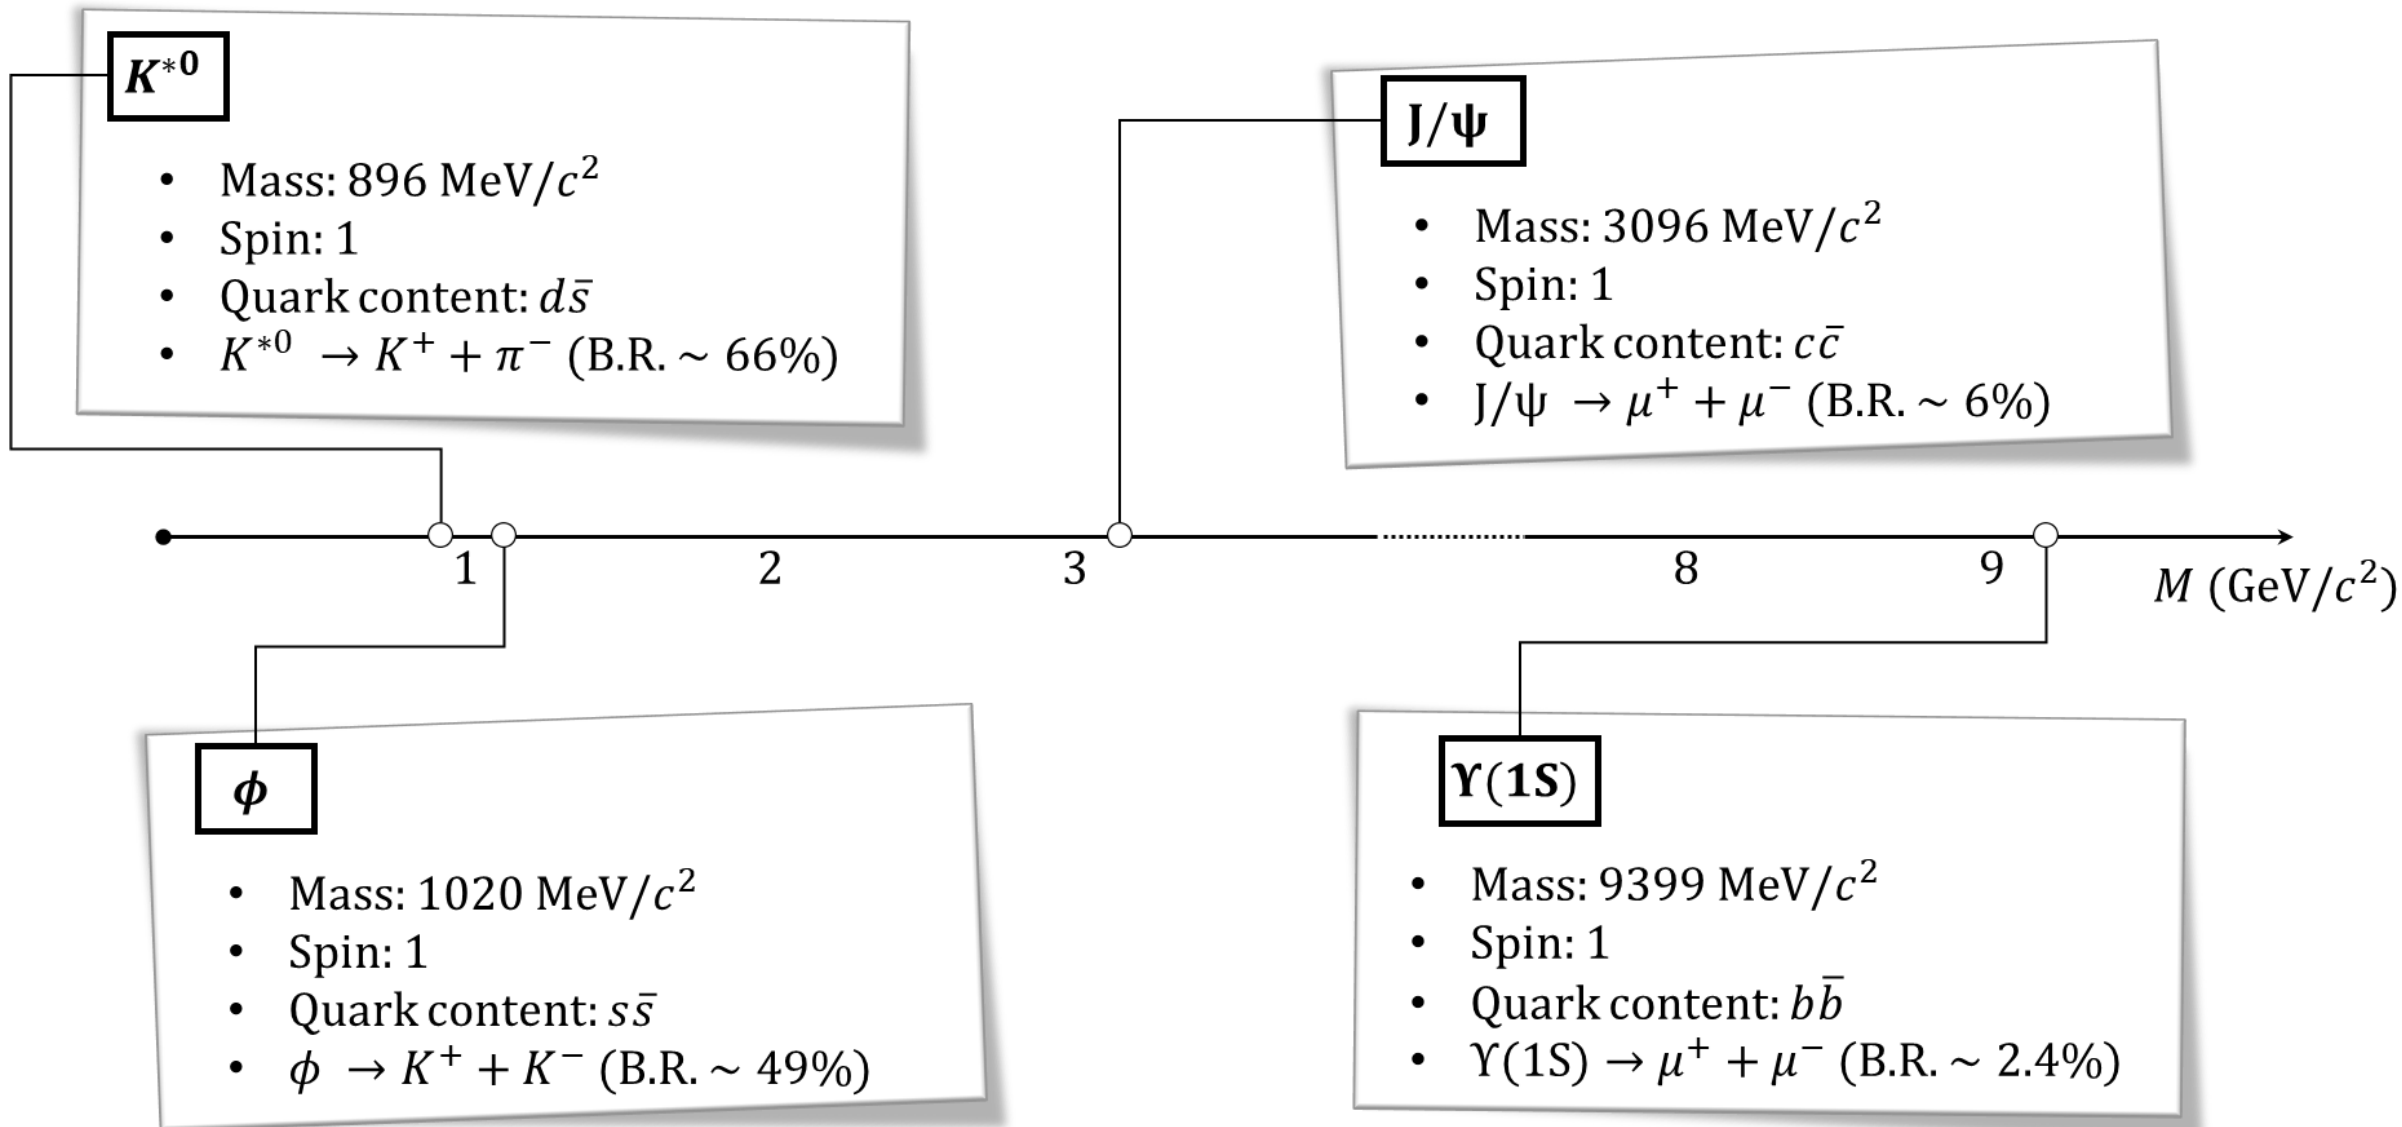 K*⁰
• Mass: 896 MeV/c²
• Spin: 1
• Quark content: ds̄
• K*⁰ → K⁺ + π⁻ (B.R. ~ 66%)
J/ψ
• Mass: 3096 MeV/c²
• Spin: 1
• Quark content: cc̄
• J/ψ → μ⁺ + μ⁻ (B.R. ~ 6%)
1 2 3 8 9
M (GeV/c²)
ϕ
• Mass: 1020 MeV/c²
• Spin: 1
• Quark content: ss̄
• ϕ → K⁺ + K⁻ (B.R. ~ 49%)
ϒ(1S)
• Mass: 9399 MeV/c²
• Spin: 1
• Quark content: bb̄
• ϒ(1S) → μ⁺ + μ⁻ (B.R. ~ 2.4%)